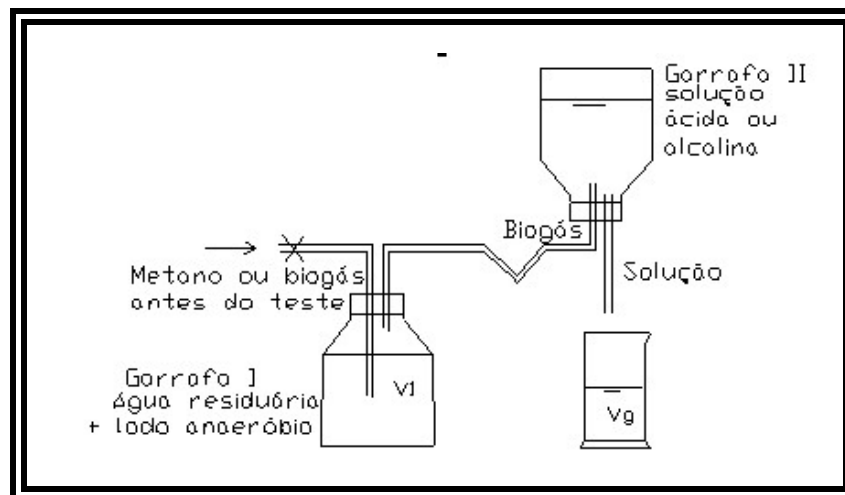 Garrafa II
solução
ácida ou
alcalina
Biogás
Metano ou biogás
antes do teste
Solução
Garrafa I
água residuária
+ lodo anaeróbio
V1
Vg